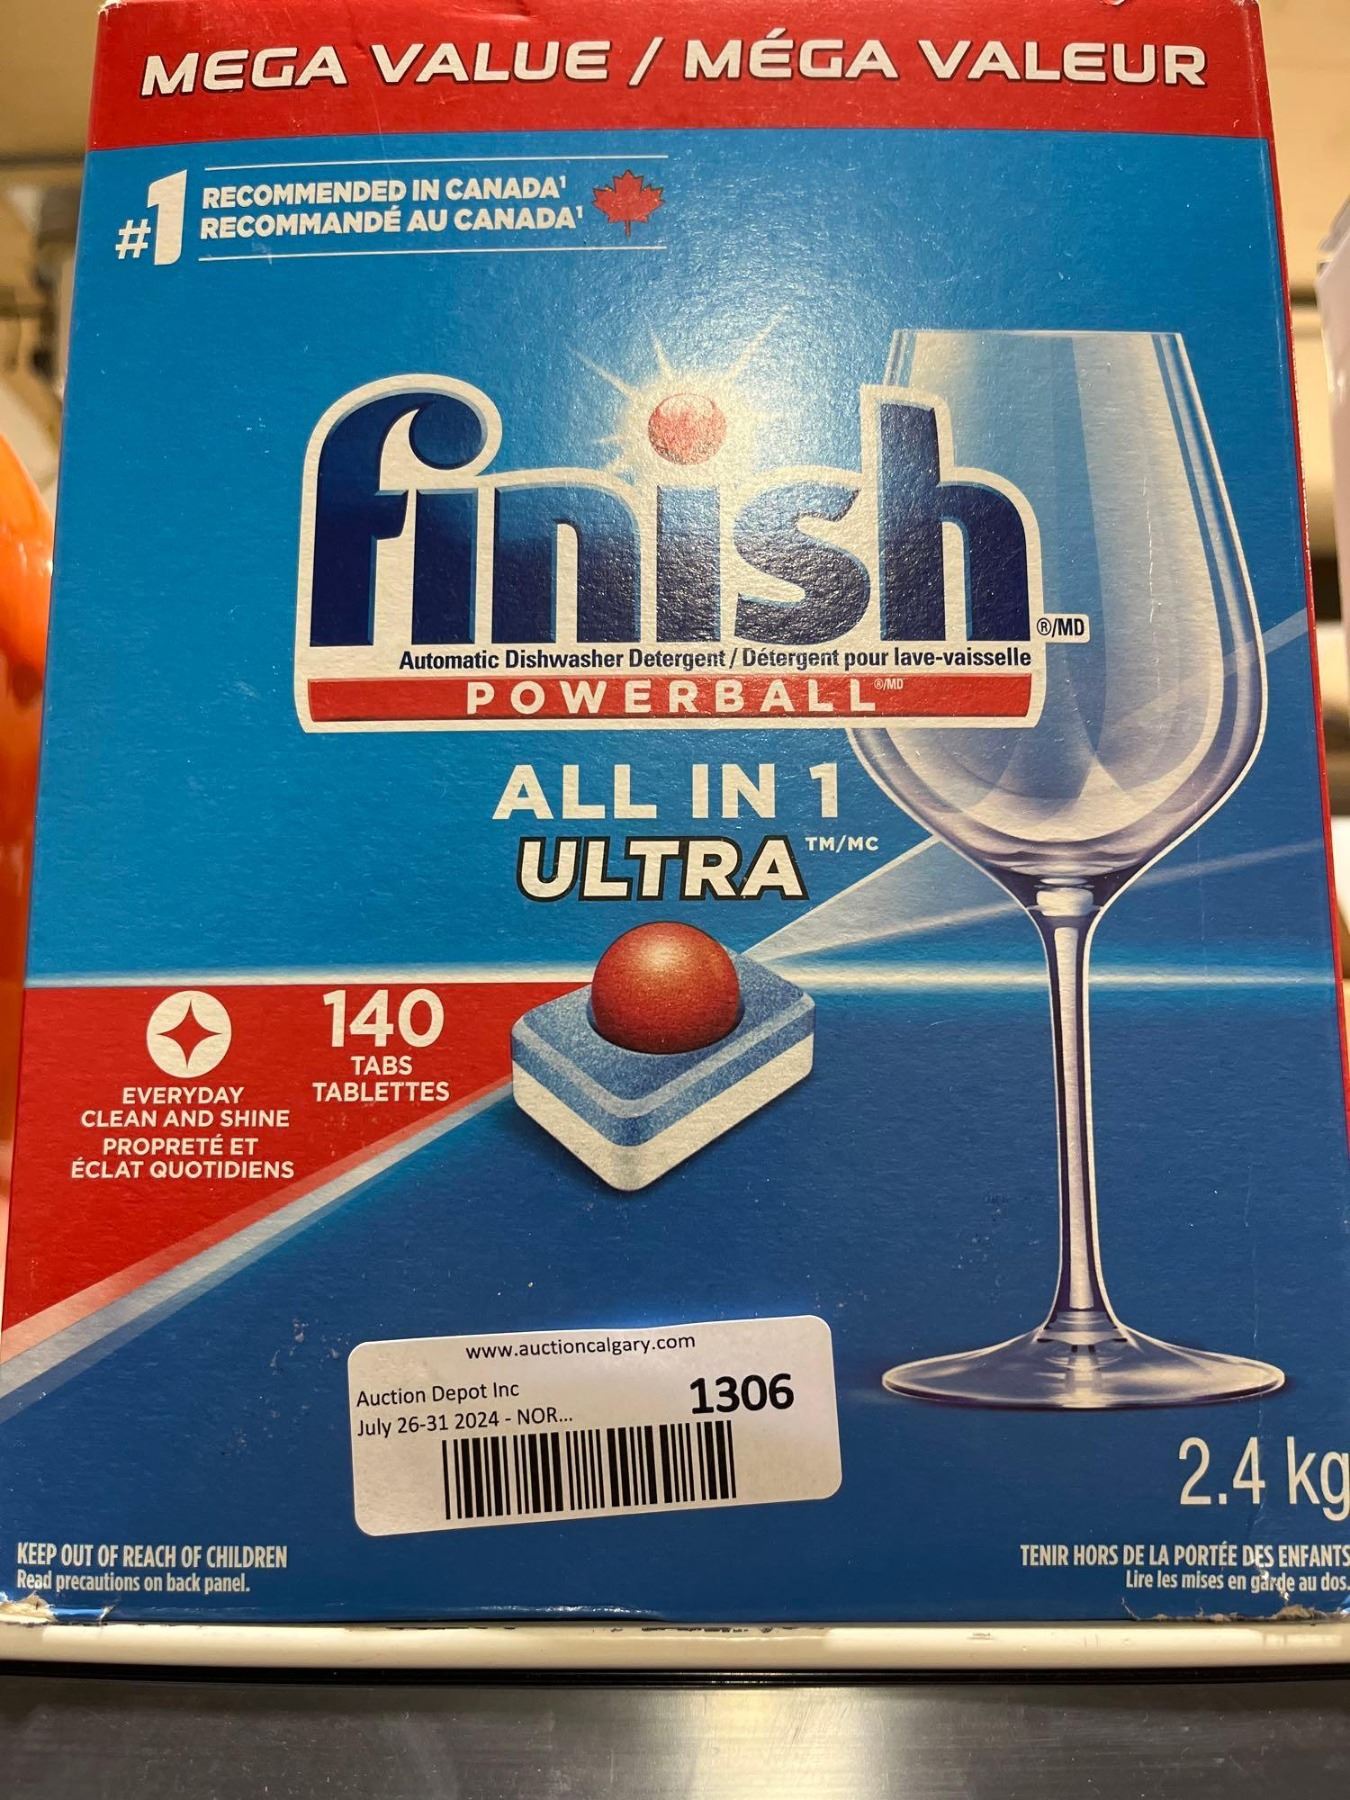 MEGA VALUE / MÉGA VALEUR
#1 RECOMMENDED IN CANADA¹
RECOMMANDÉ AU CANADA¹
finish ®/MD
Automatic Dishwasher Detergent / Détergent pour lave-vaisselle
POWERBALL ®/MD
ALL IN 1
ULTRA TM/MC
EVERYDAY
CLEAN AND SHINE
PROPRETÉ ET
ÉCLAT QUOTIDIENS
140
TABS
TABLETTES
www.auctioncalgary.com
Auction Depot Inc
1306
July 26-31 2024 - NOR...
2.4 kg
KEEP OUT OF REACH OF CHILDREN
Read precautions on back panel.
TENIR HORS DE LA PORTÉE DES ENFANTS
Lire les mises en garde au dos.